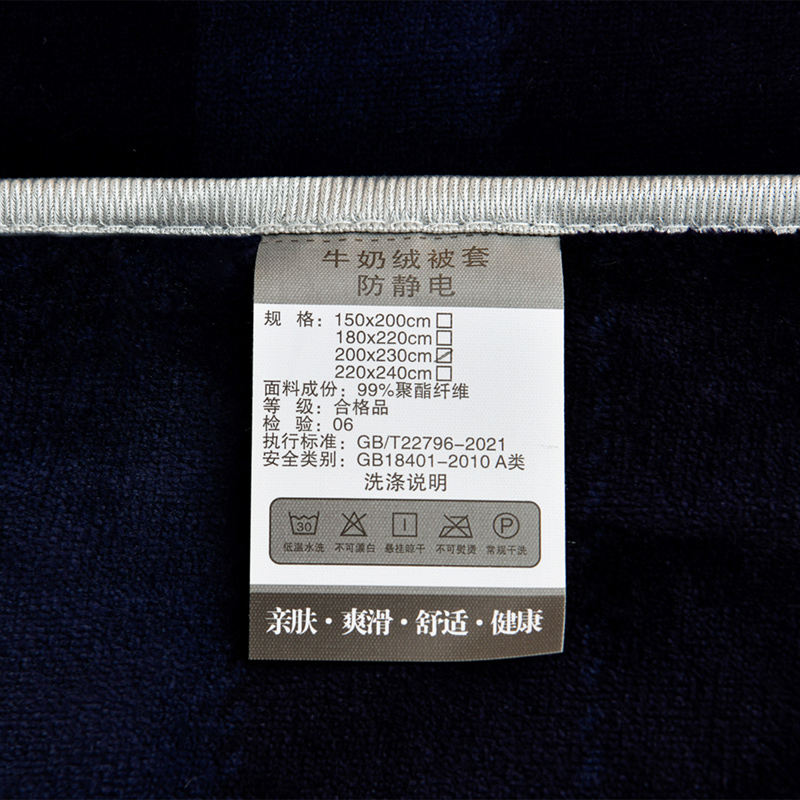 牛奶绒被套
防静电
规 格：150x200cm□
180x220cm□
200x230cm☑
220x240cm□
面料成份：99%聚酯纤维
等 级：合格品
检 验：06
执行标准：GB/T22796-2021
安全类别：GB18401-2010 A类
洗涤说明
30 P
低温水洗 不可漂白 悬挂晾干 不可熨烫 常规干洗
亲肤·爽滑·舒适·健康